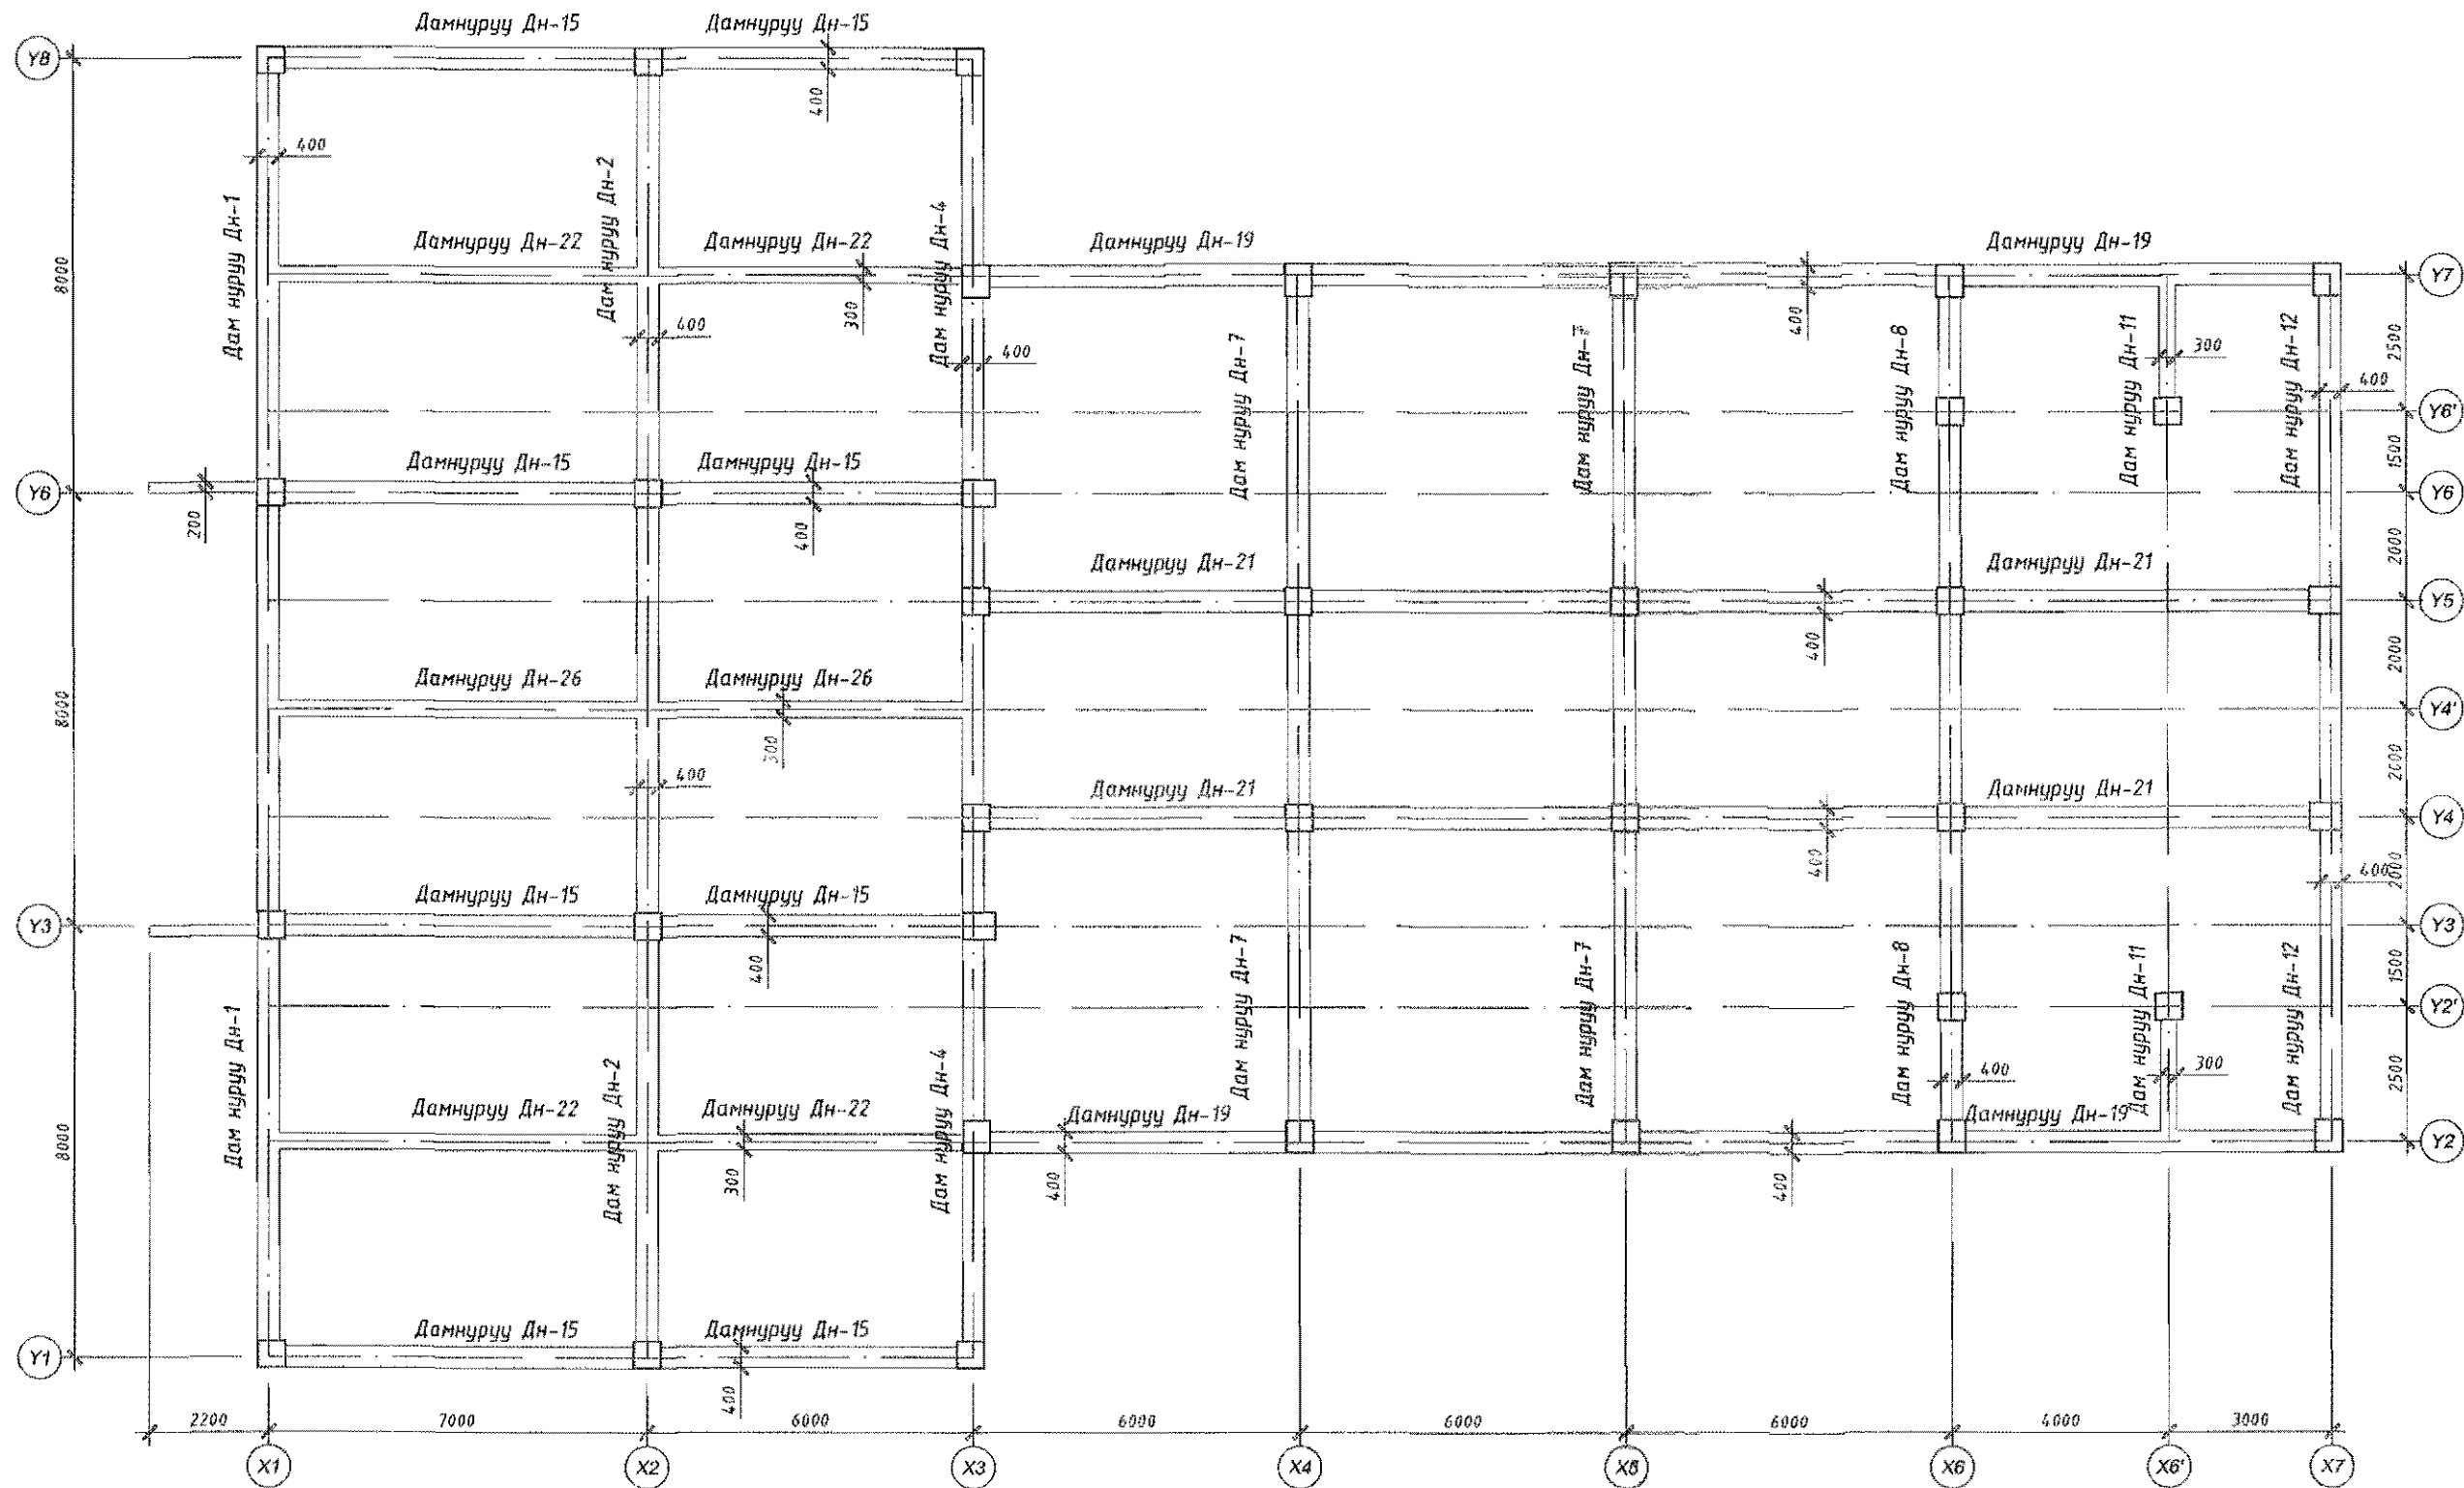 Дамнуруу Дн-15
Дамнуруу Дн-15
Y8
400
400
Дам нуруу Дн-1
Дам нуруу Дн-2
Дам нуруу Дн-4
8000
Дамнуруу Дн-22
Дамнуруу Дн-22
Дамнуруу Дн-19
Дамнуруу Дн-19
Y7
300
400
400
400
Дам нуруу Дн-7
Дам нуруу Дн-7
Дам нуруу Дн-8
Дам нуруу Дн-11
300
Дам нуруу Дн-12
2500
400
Y6'
1500
Дамнуруу Дн-15
Дамнуруу Дн-15
Y6
200
400
Y6
2000
Дамнуруу Дн-21
Дамнуруу Дн-21
Y5
400
2000
8000
Дамнуруу Дн-26
Дамнуруу Дн-26
300
Y4'
400
2000
Дамнуруу Дн-21
Дамнуруу Дн-21
Y4
400
400
2000
Дамнуруу Дн-15
Дамнуруу Дн-15
Y3
400
Y3
1500
Дам нуруу Дн-1
Дам нуруу Дн-2
Дам нуруу Дн-4
Дам нуруу Дн-7
Дам нуруу Дн-7
Дам нуруу Дн-8
Дам нуруу Дн-11
Дам нуруу Дн-12
Y2'
400
300
2500
8000
Дамнуруу Дн-22
Дамнуруу Дн-22
Дамнуруу Дн-19
Дамнуруу Дн-19
Y2
300
400
400
Дамнуруу Дн-15
Дамнуруу Дн-15
Y1
400
2200
7000
6000
6000
6000
6000
4000
3000
X1
X2
X3
X4
X5
X6
X6'
X7